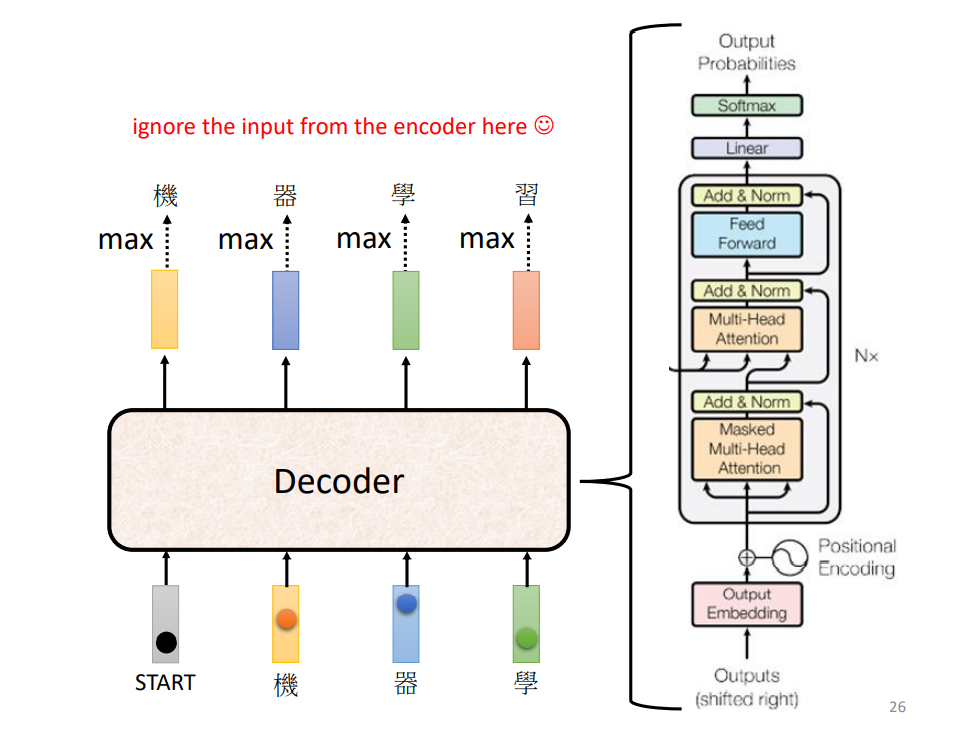 ignore the input from the encoder here ☺
機 器 學 習
max max max max
Decoder
START 機 器 學
Output
Probabilities
Softmax
Linear
Add & Norm
Feed
Forward
Add & Norm
Multi-Head
Attention
N×
Add & Norm
Masked
Multi-Head
Attention
Positional
Encoding
Output
Embedding
Outputs
(shifted right)
26